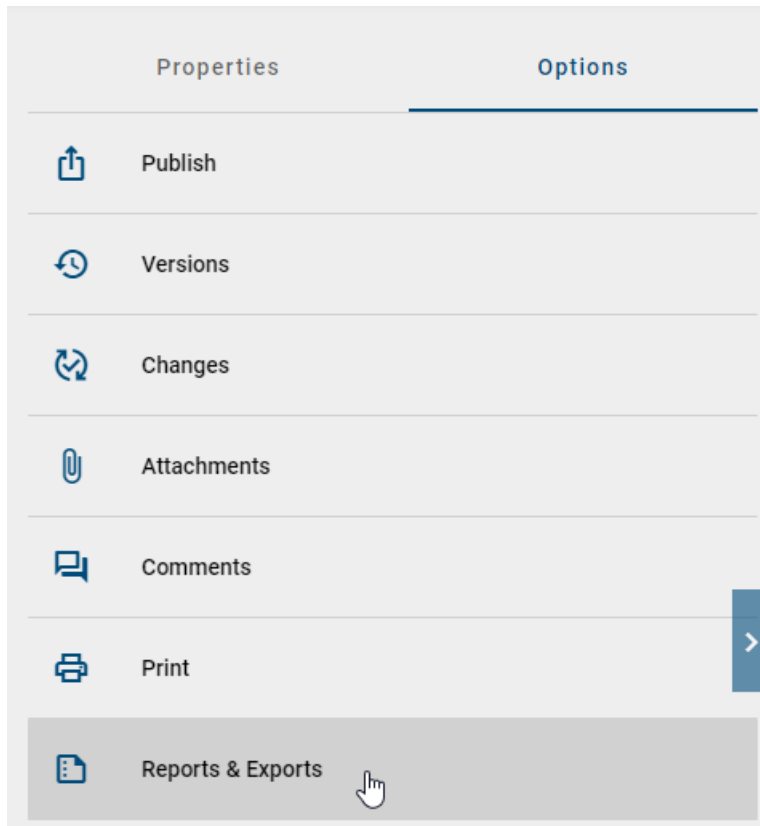 Properties
Options
Publish
Versions
Changes
Attachments
Comments
Print
Reports & Exports